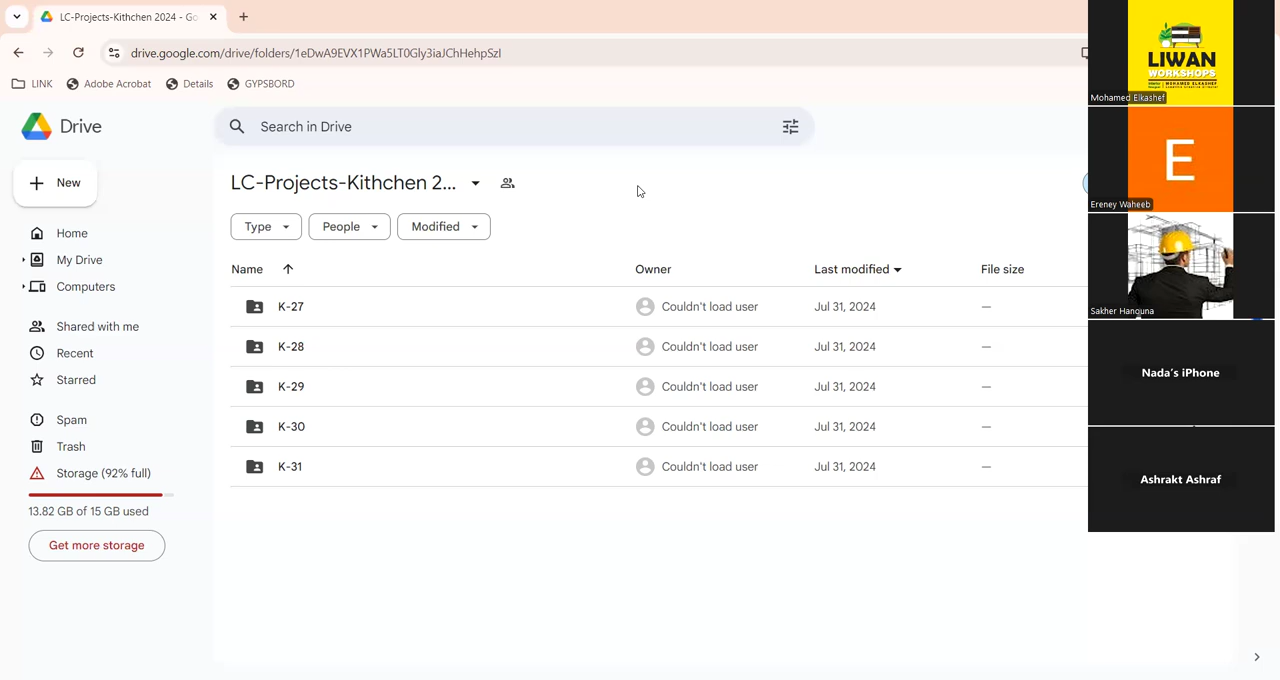 LC-Projects-Kithchen 2024 - Go
drive.google.com/drive/folders/1eDwA9EVX1PWa5LT0Gly3iaJChHehpSzI
LINK
Adobe Acrobat
Details
GYPSBORD
Drive
Search in Drive
New
LC-Projects-Kithchen 2...
Type
People
Modified
Home
My Drive
Computers
Shared with me
Recent
Starred
Spam
Trash
Storage (92% full)
13.82 GB of 15 GB used
Get more storage
Name Owner Last modified File size
K-27 Couldn't load user Jul 31, 2024 —
K-28 Couldn't load user Jul 31, 2024 —
K-29 Couldn't load user Jul 31, 2024 —
K-30 Couldn't load user Jul 31, 2024 —
K-31 Couldn't load user Jul 31, 2024 —
LIWAN
WORKSHOPS
Mohamed Elkashef
E
Ereney Waheeb
Sakher Hanouna
Nada's iPhone
Ashrakt Ashraf